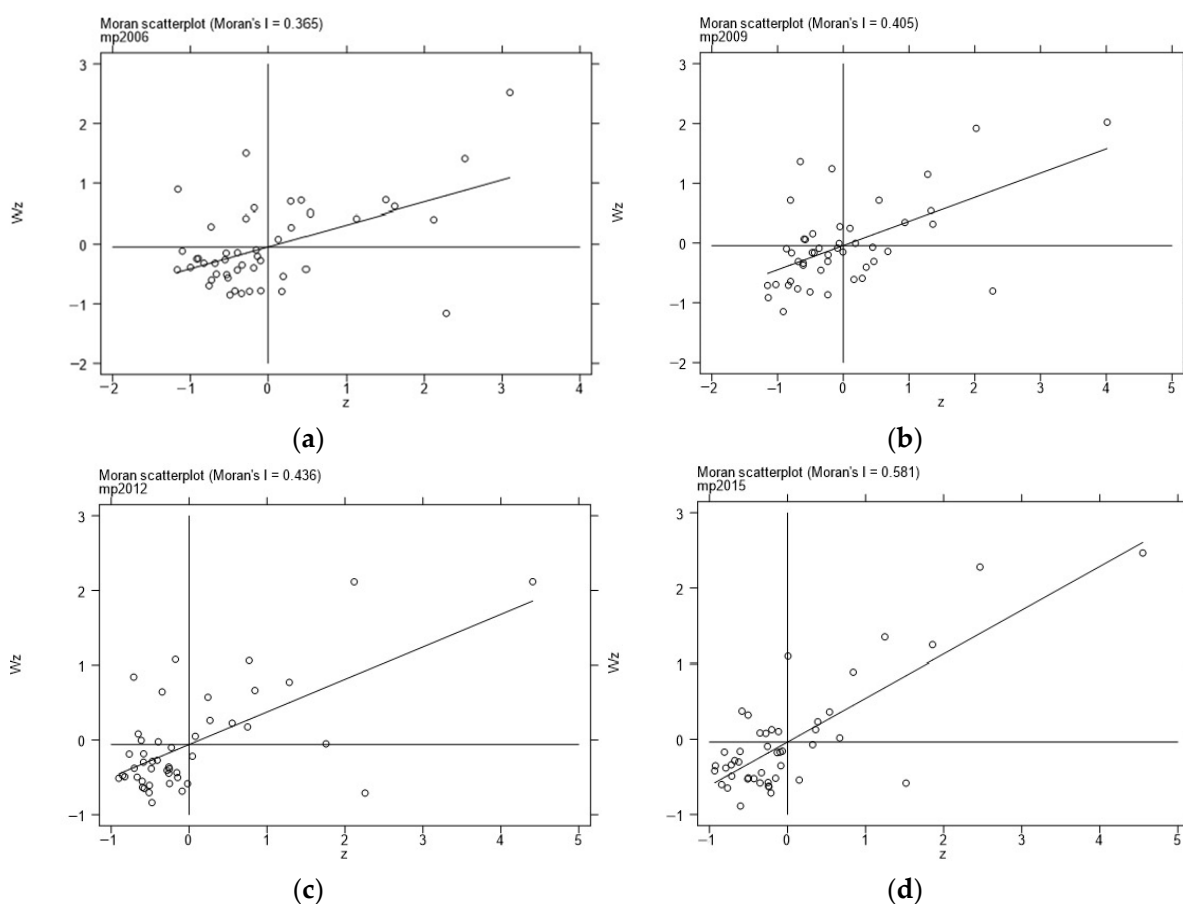 Moran scatterplot (Moran's I = 0.365)
mp2006
3
2
1
0
−1
−2
Wz
−2 −1 0 1 2 3 4
z
(a)
Moran scatterplot (Moran's I = 0.405)
mp2009
3
2
1
0
−1
−2
Wz
−2 −1 0 1 2 3 4 5
z
(b)
Moran scatterplot (Moran's I = 0.436)
mp2012
3
2
1
0
−1
Wz
−1 0 1 2 3 4 5
z
(c)
Moran scatterplot (Moran's I = 0.581)
mp2015
3
2
1
0
−1
Wz
−1 0 1 2 3 4 5
z
(d)